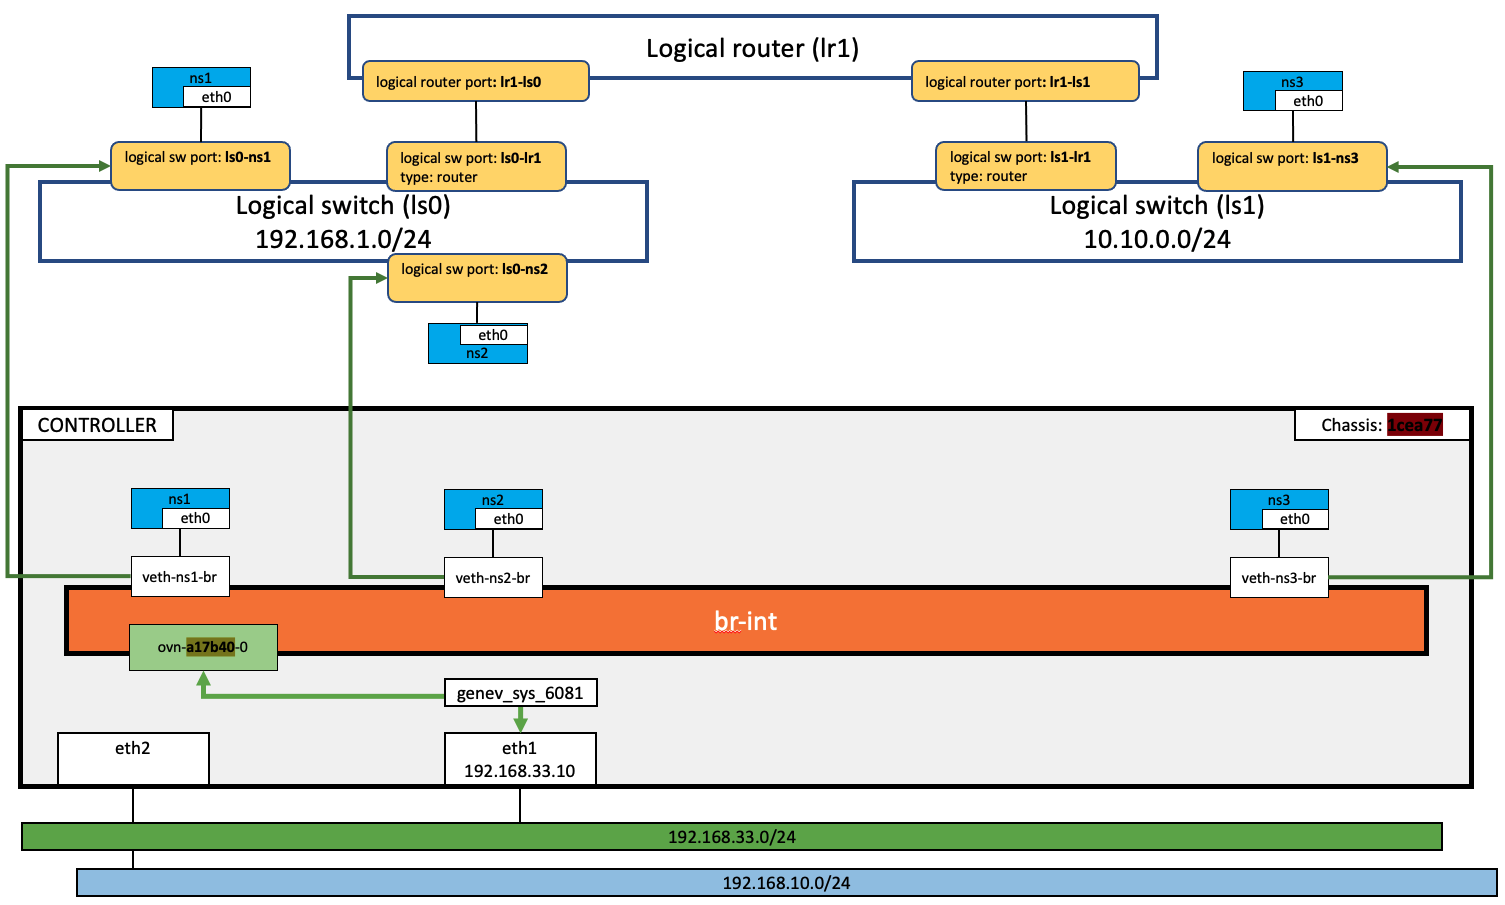 Logical router (lr1)
logical router port: lr1-ls0
logical router port: lr1-ls1
ns1
eth0
ns3
eth0
logical sw port: ls0-ns1
logical sw port: ls0-lr1
type: router
logical sw port: ls1-lr1
type: router
logical sw port: ls1-ns3
Logical switch (ls0)
192.168.1.0/24
Logical switch (ls1)
10.10.0.0/24
logical sw port: ls0-ns2
eth0
ns2
CONTROLLER
Chassis: 1cea77
ns1
eth0
ns2
eth0
ns3
eth0
veth-ns1-br
veth-ns2-br
veth-ns3-br
br-int
ovn-a17b40-0
genev_sys_6081
eth2
eth1
192.168.33.10
192.168.33.0/24
192.168.10.0/24